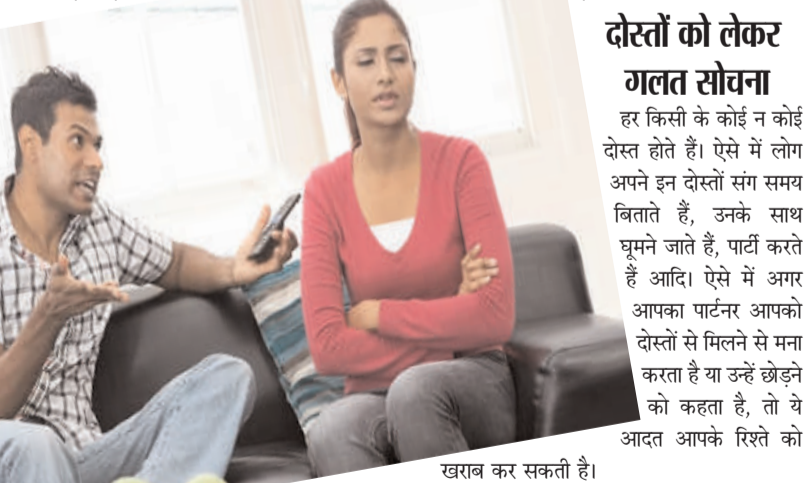 दोस्तों को लेकर
गलत सोचना
हर किसी के कोई न कोई
दोस्त होते हैं। ऐसे में लोग
अपने इन दोस्तों संग समय
बिताते हैं, उनके साथ
घूमने जाते हैं, पार्टी करते
हैं आदि। ऐसे में अगर
आपका पार्टनर आपको
दोस्तों से मिलने से मना
करता है या उन्हें छोड़ने
को कहता है, तो ये
आदत आपके रिश्ते को
खराब कर सकती है।